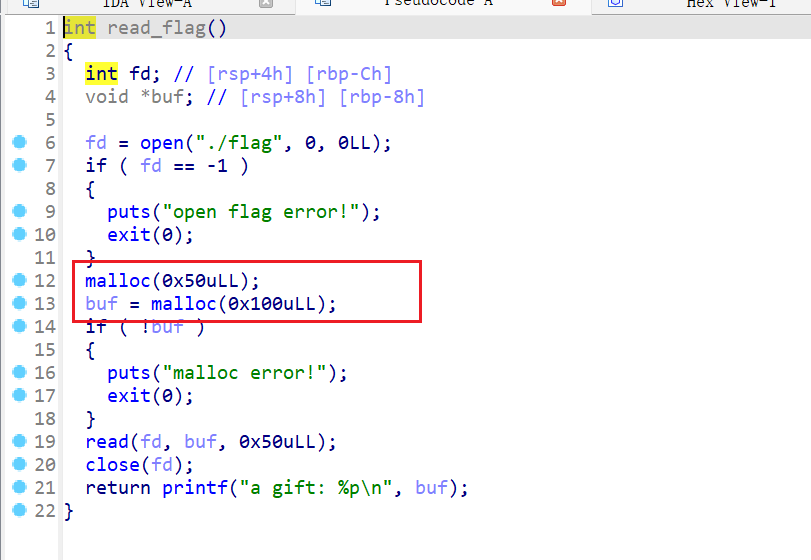 IDA View-A Pseudocode A Hex View-1
1 int read_flag()
2 {
3 int fd; // [rsp+4h] [rbp-Ch]
4 void *buf; // [rsp+8h] [rbp-8h]
5
6 fd = open("./flag", 0, 0LL);
7 if ( fd == -1 )
8 {
9 puts("open flag error!");
10 exit(0);
11 }
12 malloc(0x50uLL);
13 buf = malloc(0x100uLL);
14 if ( !buf )
15 {
16 puts("malloc error!");
17 exit(0);
18 }
19 read(fd, buf, 0x50uLL);
20 close(fd);
21 return printf("a gift: %p\n", buf);
22 }